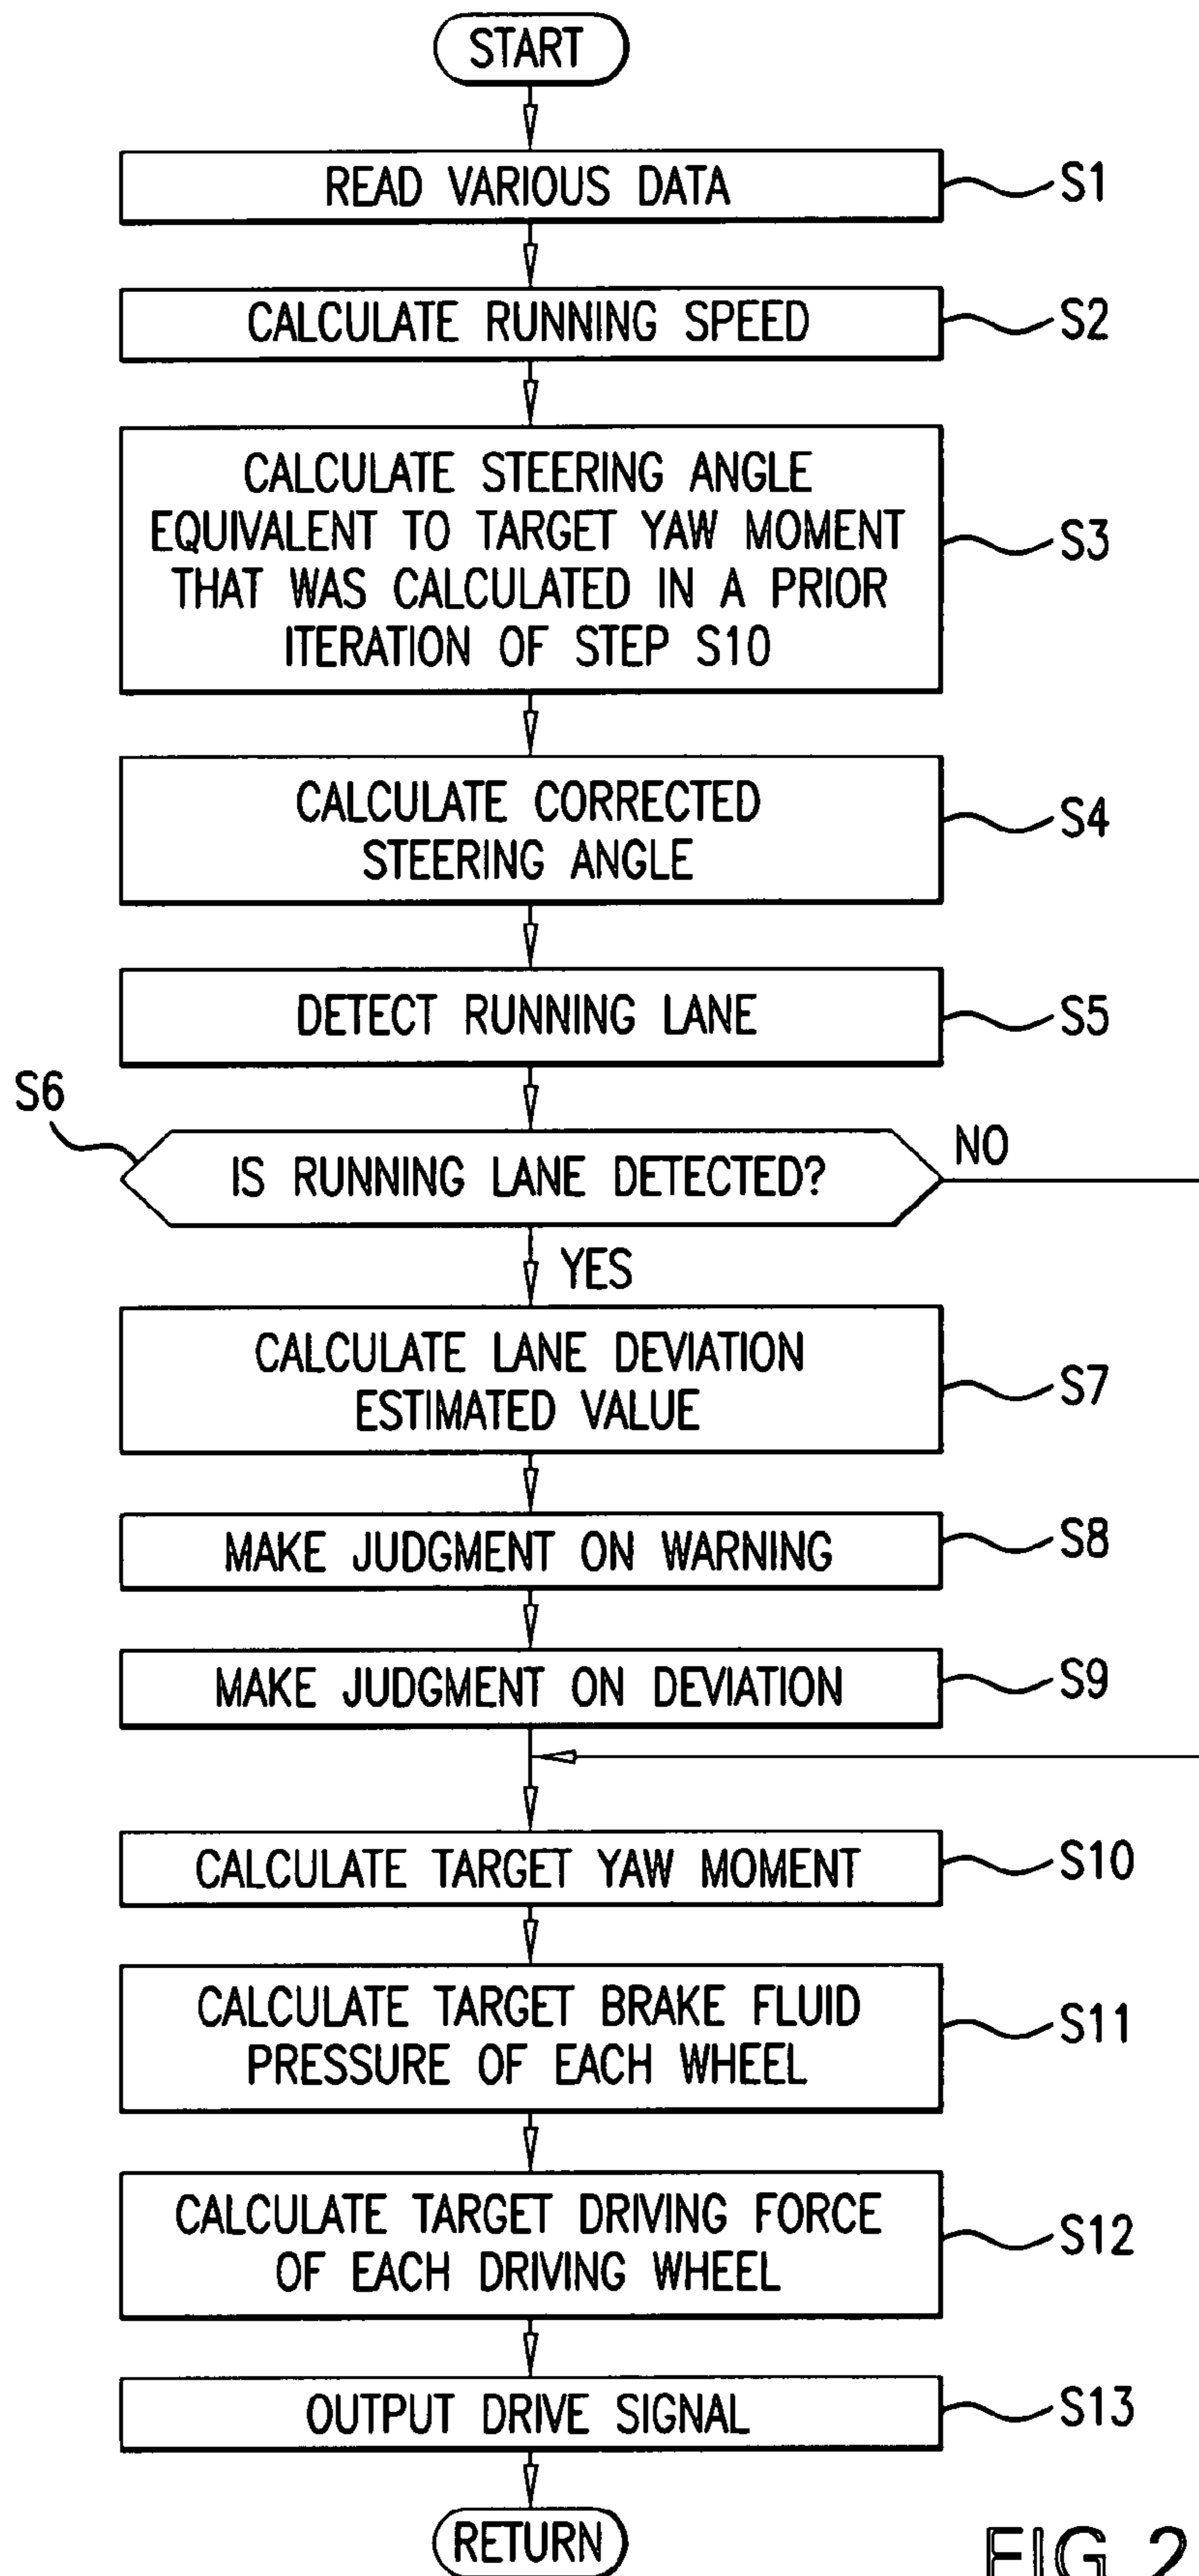 START
READ VARIOUS DATA
S1
CALCULATE RUNNING SPEED
S2
CALCULATE STEERING ANGLE
EQUIVALENT TO TARGET YAW MOMENT
THAT WAS CALCULATED IN A PRIOR
ITERATION OF STEP S10
S3
CALCULATE CORRECTED
STEERING ANGLE
S4
DETECT RUNNING LANE
S5
S6
IS RUNNING LANE DETECTED?
NO
YES
CALCULATE LANE DEVIATION
ESTIMATED VALUE
S7
MAKE JUDGMENT ON WARNING
S8
MAKE JUDGMENT ON DEVIATION
S9
CALCULATE TARGET YAW MOMENT
S10
CALCULATE TARGET BRAKE FLUID
PRESSURE OF EACH WHEEL
S11
CALCULATE TARGET DRIVING FORCE
OF EACH DRIVING WHEEL
S12
OUTPUT DRIVE SIGNAL
S13
RETURN
FIG 2